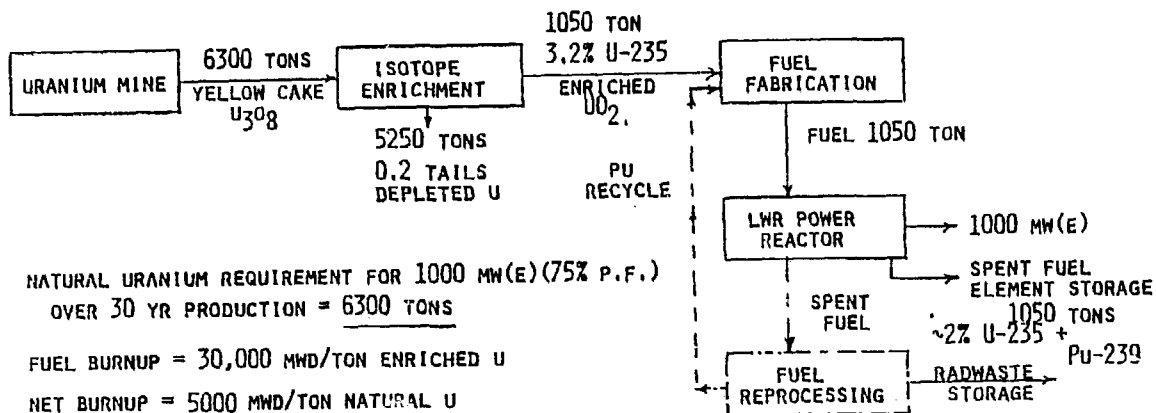 URANIUM MINE
6300 TONS
YELLOW CAKE
U3O8
ISOTOPE
ENRICHMENT
5250 TONS
0.2 TAILS
DEPLETED U
1050 TON
3.2% U-235
ENRICHED
UO2.
FUEL
FABRICATION
FUEL 1050 TON
PU
RECYCLE
LWR POWER
REACTOR
1000 MW(E)
SPENT FUEL
ELEMENT STORAGE
1050 TONS
~2% U-235 +
Pu-239
SPENT
FUEL
FUEL
REPROCESSING
RADWASTE
STORAGE
NATURAL URANIUM REQUIREMENT FOR 1000 MW(E)(75% P.F.)
OVER 30 YR PRODUCTION = 6300 TONS
FUEL BURNUP = 30,000 MWD/TON ENRICHED U
NET BURNUP = 5000 MWD/TON NATURAL U